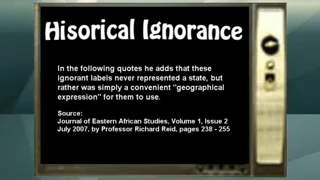 Hisorical Ignorance
In the following quotes he adds that these
ignorant labels never represented a state, but
rather was simply a convenient "geographical
expression" for them to use.
Source:
Journal of Eastern African Studies, Volume 1, Issue 2
July 2007, by Professor Richard Reid, pages 238 - 255